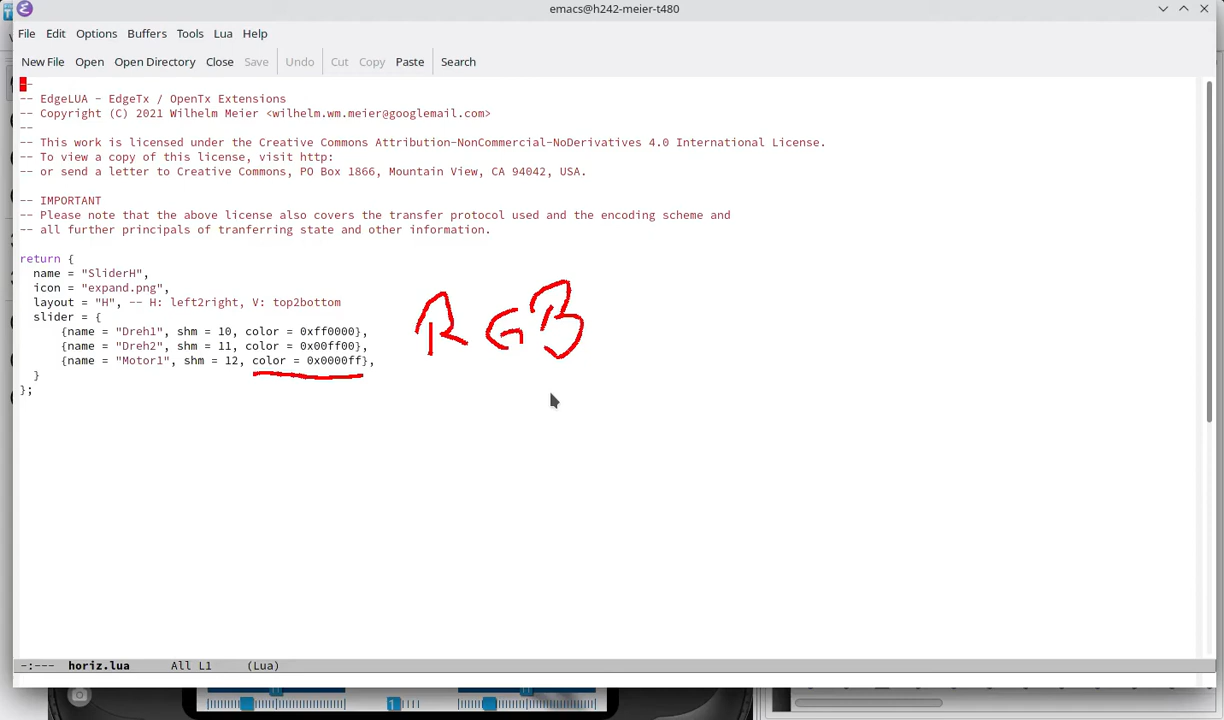 emacs@h242-meier-t480
File Edit Options Buffers Tools Lua Help
New File Open Open Directory Close Save Undo Cut Copy Paste Search
--
-- EdgeLUA - EdgeTx / OpenTx Extensions
-- Copyright (C) 2021 Wilhelm Meier <wilhelm.wm.meier@googlemail.com>
--
-- This work is licensed under the Creative Commons Attribution-NonCommercial-NoDerivatives 4.0 International License.
-- To view a copy of this license, visit http:
-- or send a letter to Creative Commons, PO Box 1866, Mountain View, CA 94042, USA.
-- IMPORTANT
-- Please note that the above license also covers the transfer protocol used and the encoding scheme and
-- all further principals of tranferring state and other information.
return {
name = "SliderH",
icon = "expand.png",
layout = "H", -- H: left2right, V: top2bottom
slider = {
{name = "Dreh1", shm = 10, color = 0xff0000},
{name = "Dreh2", shm = 11, color = 0x00ff00},
{name = "Motor1", shm = 12, color = 0x0000ff},
}
};
R G B
-:--- horiz.lua All L1 (Lua)
1